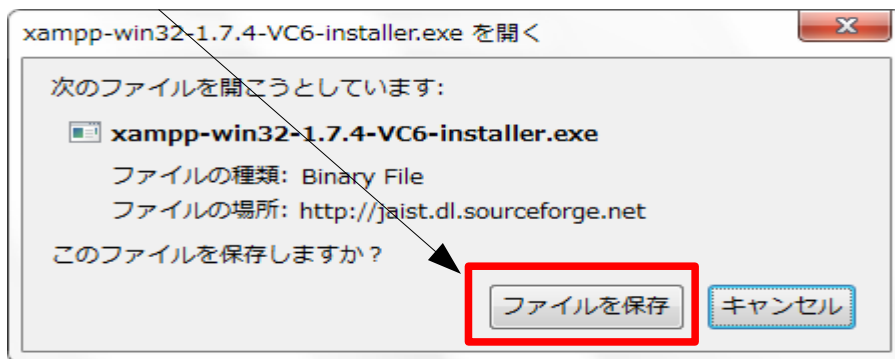 xampp-win32-1.7.4-VC6-installer.exe を開く
次のファイルを開こうとしています:
xampp-win32-1.7.4-VC6-installer.exe
ファイルの種類: Binary File
ファイルの場所: http://jaist.dl.sourceforge.net
このファイルを保存しますか？
ファイルを保存 キャンセル